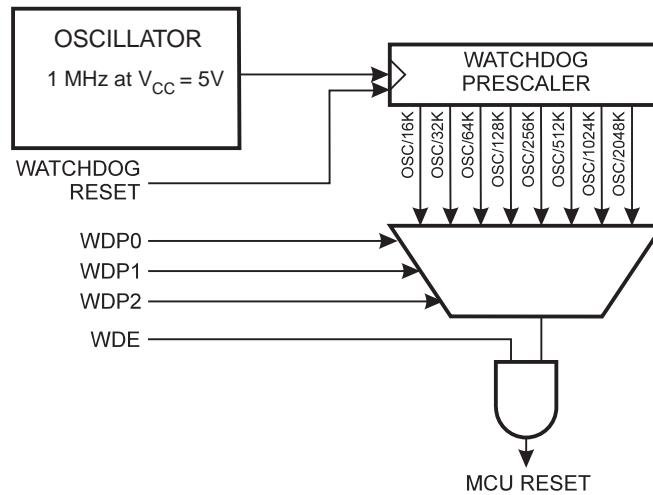 OSCILLATOR
1 MHz at VCC = 5V
WATCHDOG
PRESCALER
OSC/16K
OSC/32K
OSC/64K
OSC/128K
OSC/256K
OSC/512K
OSC/1024K
OSC/2048K
WATCHDOG
RESET
WDP0
WDP1
WDP2
WDE
MCU RESET